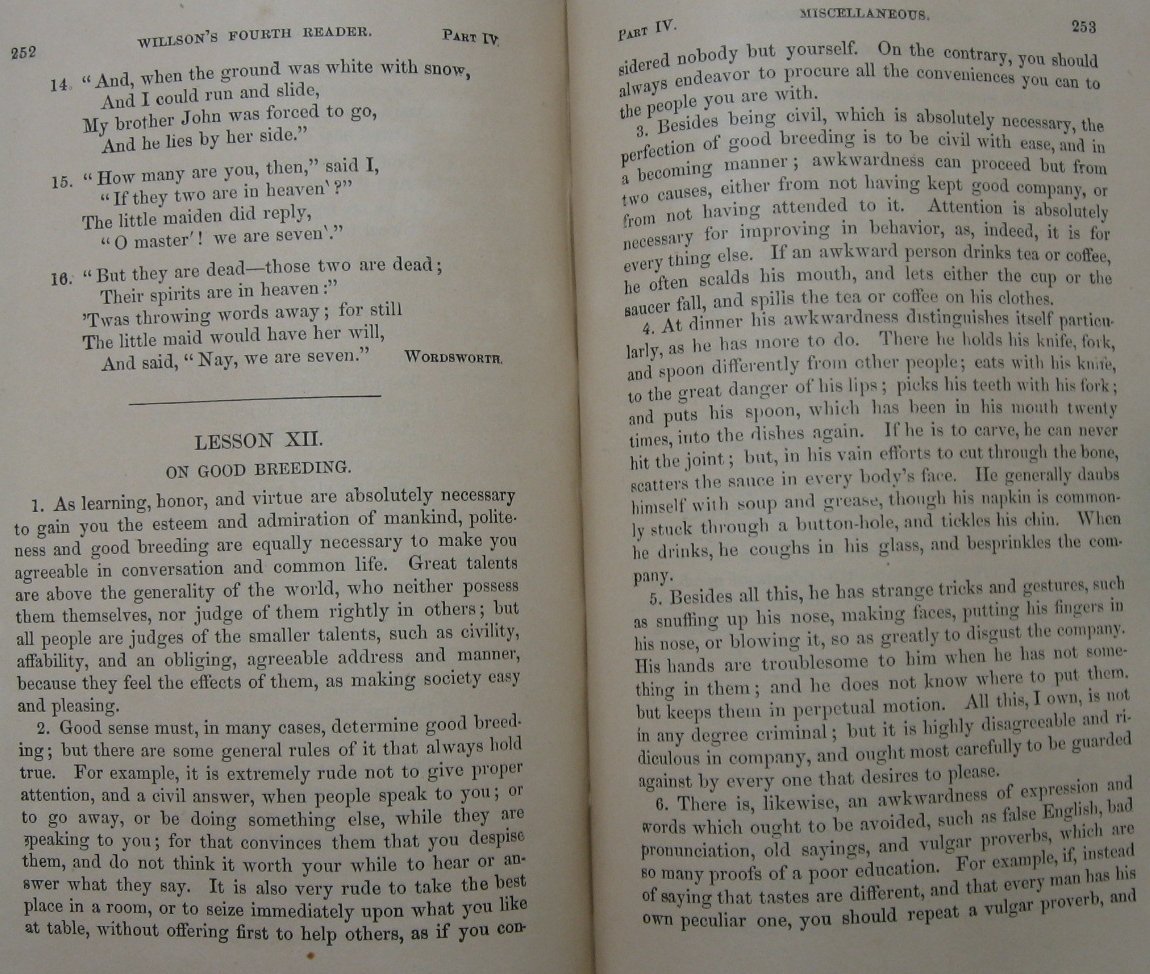 252
WILLSON'S FOURTH READER.
PART IV.
14. “And, when the ground was white with snow,
And I could run and slide,
My brother John was forced to go,
And he lies by her side.”
15. “How many are you, then,” said I,
“If they two are in heaven`?”
The little maiden did reply,
“O master′! we are seven`.”
16. “But they are dead—those two are dead;
Their spirits are in heaven:”
’Twas throwing words away; for still
The little maid would have her will,
And said, “Nay, we are seven.” WORDSWORTH.
LESSON XII.
ON GOOD BREEDING.
1. As learning, honor, and virtue are absolutely necessary
to gain you the esteem and admiration of mankind, polite-
ness and good breeding are equally necessary to make you
agreeable in conversation and common life. Great talents
are above the generality of the world, who neither possess
them themselves, nor judge of them rightly in others; but
all people are judges of the smaller talents, such as civility,
affability, and an obliging, agreeable address and manner,
because they feel the effects of them, as making society easy
and pleasing.
2. Good sense must, in many cases, determine good breed-
ing; but there are some general rules of it that always hold
true. For example, it is extremely rude not to give proper
attention, and a civil answer, when people speak to you; or
to go away, or be doing something else, while they are
speaking to you; for that convinces them that you despise
them, and do not think it worth your while to hear or an-
swer what they say. It is also very rude to take the best
place in a room, or to seize immediately upon what you like
at table, without offering first to help others, as if you con-
PART IV.
MISCELLANEOUS.
253
sidered nobody but yourself. On the contrary, you should
always endeavor to procure all the conveniences you can to
the people you are with.
3. Besides being civil, which is absolutely necessary, the
perfection of good breeding is to be civil with ease, and in
a becoming manner; awkwardness can proceed but from
two causes, either from not having kept good company, or
from not having attended to it. Attention is absolutely
necessary for improving in behavior, as, indeed, it is for
every thing else. If an awkward person drinks tea or coffee,
he often scalds his mouth, and lets either the cup or the
saucer fall, and spills the tea or coffee on his clothes.
4. At dinner his awkwardness distinguishes itself particu-
larly, as he has more to do. There he holds his knife, fork,
and spoon differently from other people; eats with his knife,
to the great danger of his lips; picks his teeth with his fork;
and puts his spoon, which has been in his mouth twenty
times, into the dishes again. If he is to carve, he can never
hit the joint; but, in his vain efforts to cut through the bone,
scatters the sauce in every body's face. He generally daubs
himself with soup and grease, though his napkin is common-
ly stuck through a button-hole, and tickles his chin. When
he drinks, he coughs in his glass, and besprinkles the com-
pany.
5. Besides all this, he has strange tricks and gestures, such
as snuffing up his nose, making faces, putting his fingers in
his nose, or blowing it, so as greatly to disgust the company.
His hands are troublesome to him when he has not some-
thing in them; and he does not know where to put them,
but keeps them in perpetual motion. All this, I own, is not
in any degree criminal; but it is highly disagreeable and ri-
diculous in company, and ought most carefully to be guarded
against by every one that desires to please.
6. There is, likewise, an awkwardness of expression and
words which ought to be avoided, such as false English, bad
pronunciation, old sayings, and vulgar proverbs, which are
so many proofs of a poor education. For example, if, instead
of saying that tastes are different, and that every man has his
own peculiar one, you should repeat a vulgar proverb, and